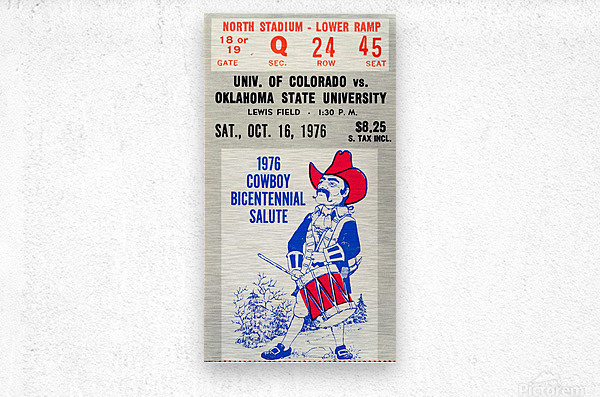 NORTH STADIUM - LOWER RAMP
18 or 19 Q 24 45
GATE SEC. ROW SEAT
UNIV. OF COLORADO vs.
OKLAHOMA STATE UNIVERSITY
LEWIS FIELD · 1:30 P.M.
SAT., OCT. 16, 1976 $8.25
S. TAX INCL.
1976
COWBOY
BICENTENNIAL
SALUTE
Pictorem